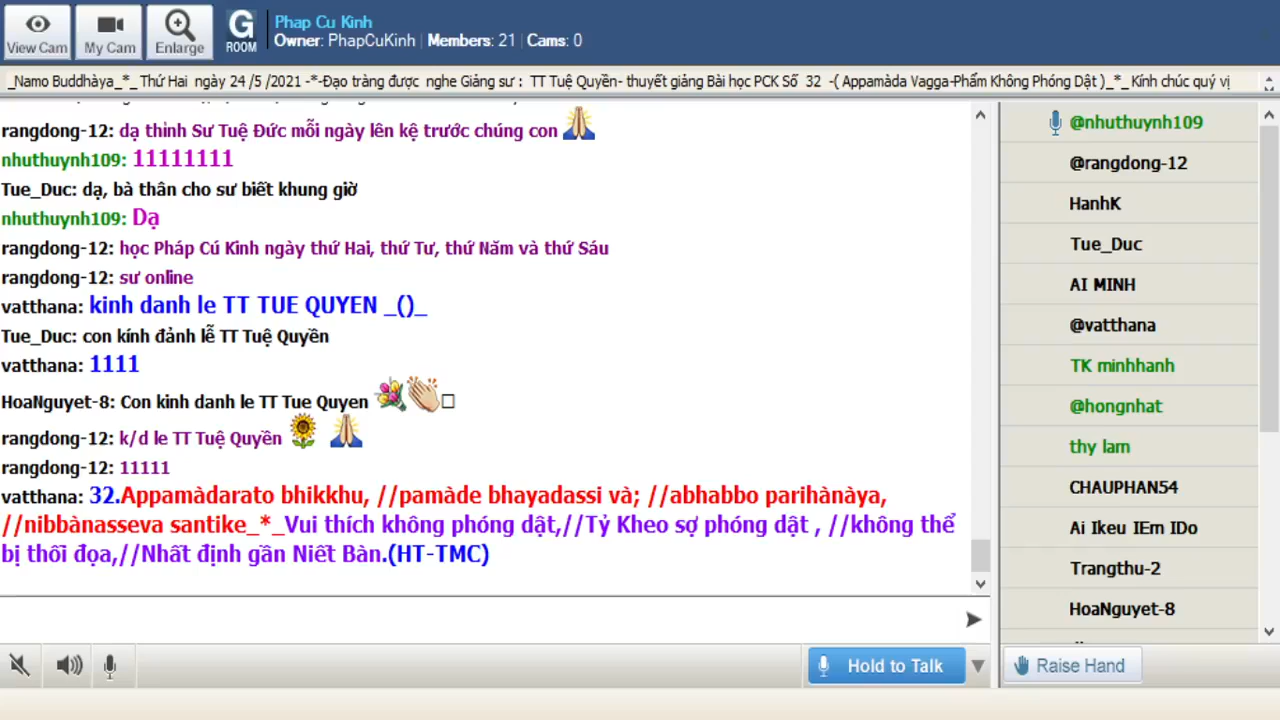 View Cam
My Cam
Enlarge
G
ROOM
Phap Cu Kinh
Owner: PhapCuKinh | Members: 21 | Cams: 0
_Namo Buddhàya_*_ Thứ Hai ngày 24 /5 /2021 -*-Đạo tràng được nghe Giảng sư : TT Tuệ Quyền- thuyết giảng Bài học PCK Số 32 -( Appamàda Vagga-Phẩm Không Phóng Dật )_*_ Kính chúc quý vị
rangdong-12: dạ thỉnh Sư Tuệ Đức mỗi ngày lên kệ trước chúng con
nhuthuynh109: 11111111
Tue_Duc: dạ, bà thân cho sư biết khung giờ
nhuthuynh109: Dạ
rangdong-12: học Pháp Cú Kinh ngày thứ Hai, thứ Tư, thứ Năm và thứ Sáu
rangdong-12: sư online
vatthana: kinh danh le TT TUE QUYEN _()_
Tue_Duc: con kính đảnh lễ TT Tuệ Quyền
vatthana: 1111
HoaNguyet-8: Con kinh danh le TT Tue Quyen
rangdong-12: k/d le TT Tuệ Quyền
rangdong-12: 11111
vatthana: 32.Appamàdarato bhikkhu, //pamàde bhayadassi và; //abhabbo parihànàya,
//nibbànasseva santike_*_Vui thích không phóng dật,//Tỷ Kheo sợ phóng dật , //không thể
bị thối đọa,//Nhất định gần Niết Bàn.(HT-TMC)
@nhuthuynh109
@rangdong-12
HanhK
Tue_Duc
AI MINH
@vatthana
TK minhhanh
@hongnhat
thy lam
CHAUPHAN54
Ai Ikeu IEm IDo
Trangthu-2
HoaNguyet-8
Hold to Talk
Raise Hand